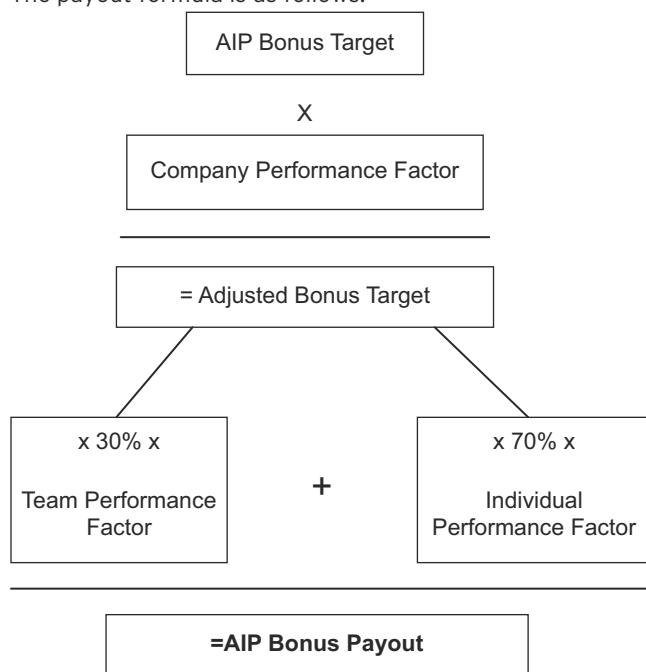 The payout formula is as follows:
AIP Bonus Target
X
Company Performance Factor
= Adjusted Bonus Target
x 30% x
Team Performance
Factor
+
x 70% x
Individual
Performance Factor
=AIP Bonus Payout